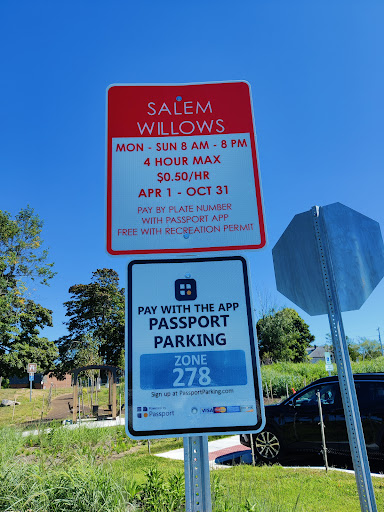 SALEM
WILLOWS
MON - SUN 8 AM - 8 PM
4 HOUR MAX
$0.50/HR
APR 1 - OCT 31
PAY BY PLATE NUMBER
WITH PASSPORT APP
FREE WITH RECREATION PERMIT
PAY WITH THE APP
PASSPORT
PARKING
ZONE
278
Sign up at PassportParking.com
Passport
VISA